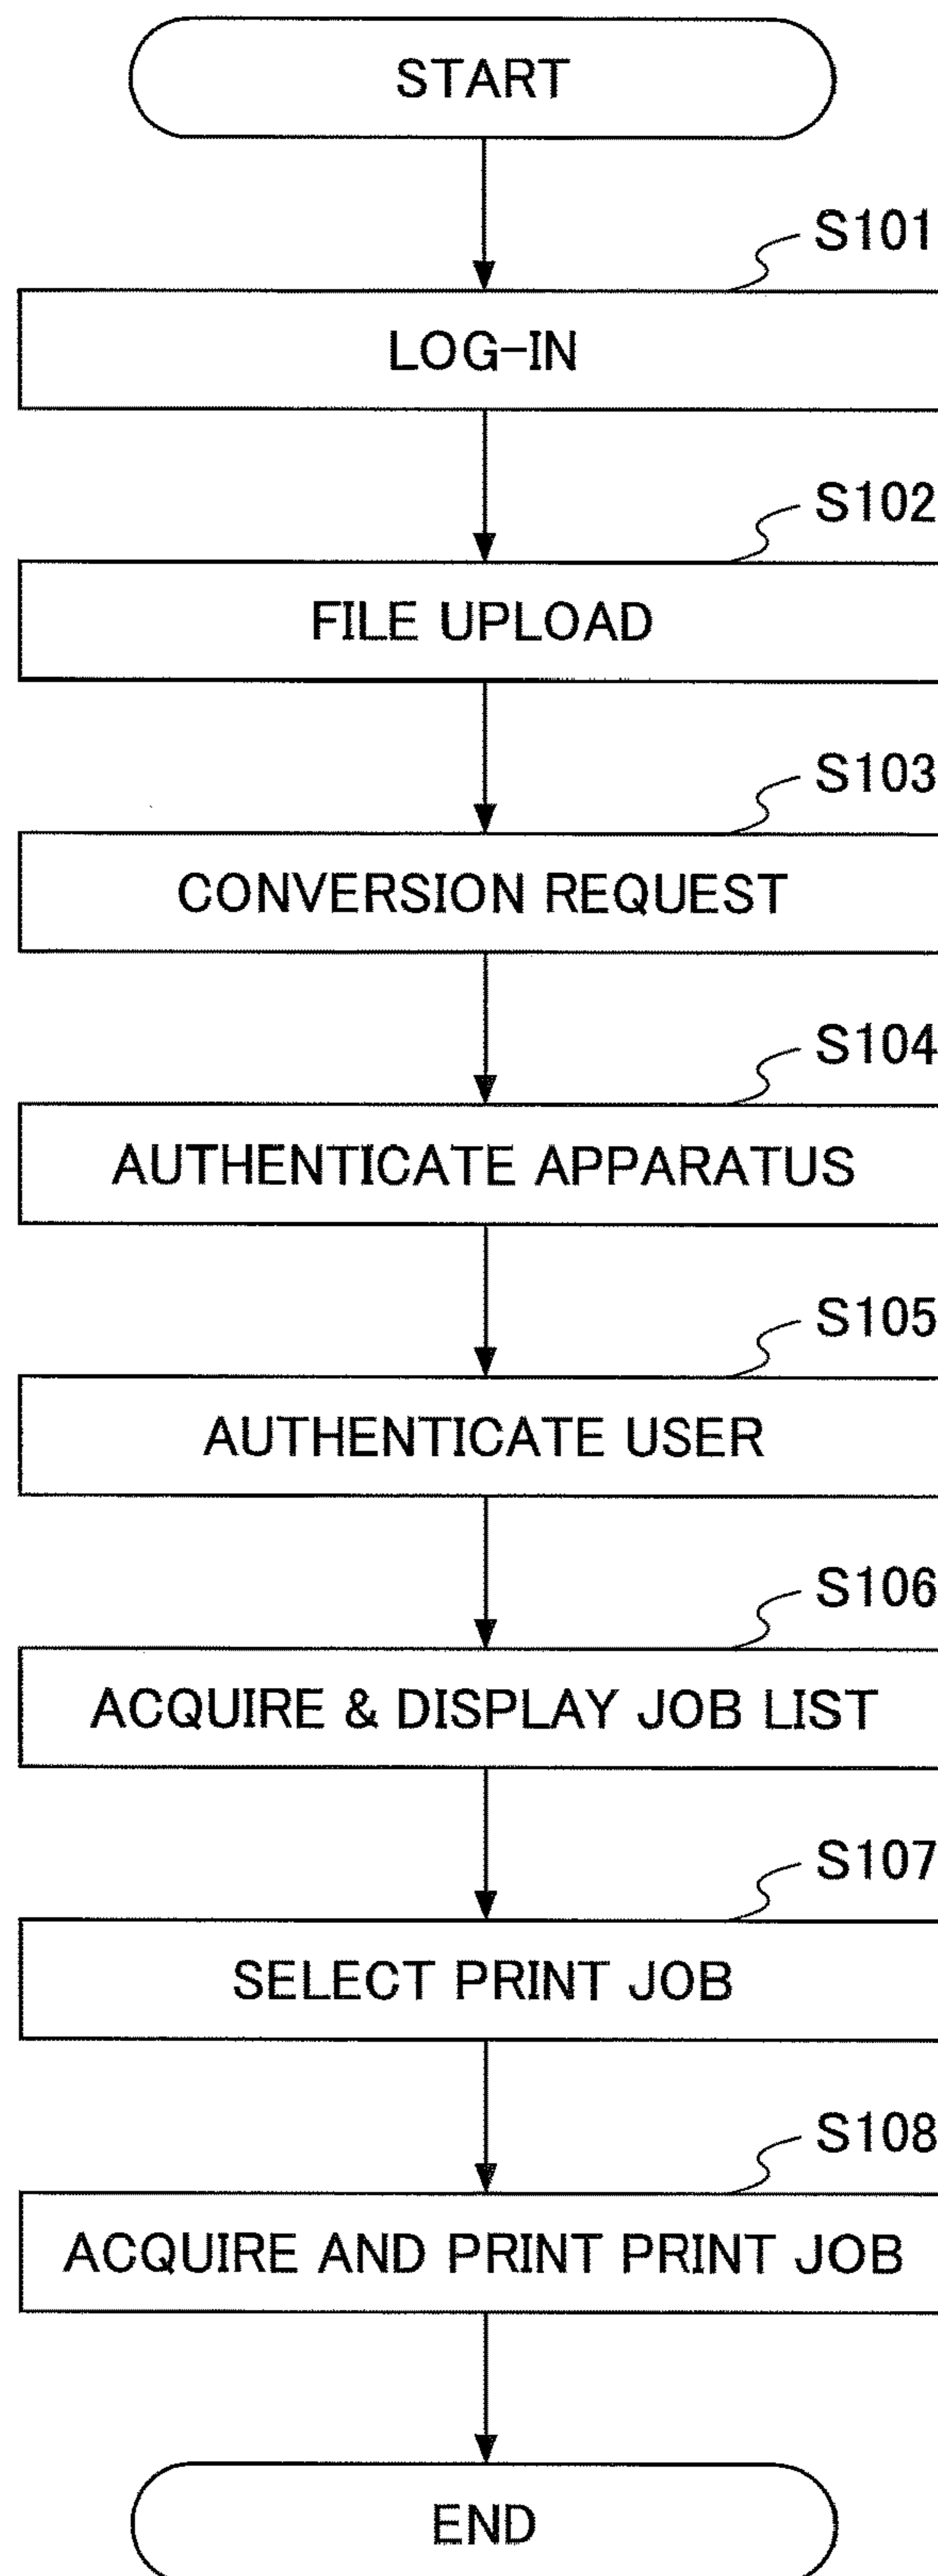 START
S101
LOG-IN
S102
FILE UPLOAD
S103
CONVERSION REQUEST
S104
AUTHENTICATE APPARATUS
S105
AUTHENTICATE USER
S106
ACQUIRE & DISPLAY JOB LIST
S107
SELECT PRINT JOB
S108
ACQUIRE AND PRINT PRINT JOB
END